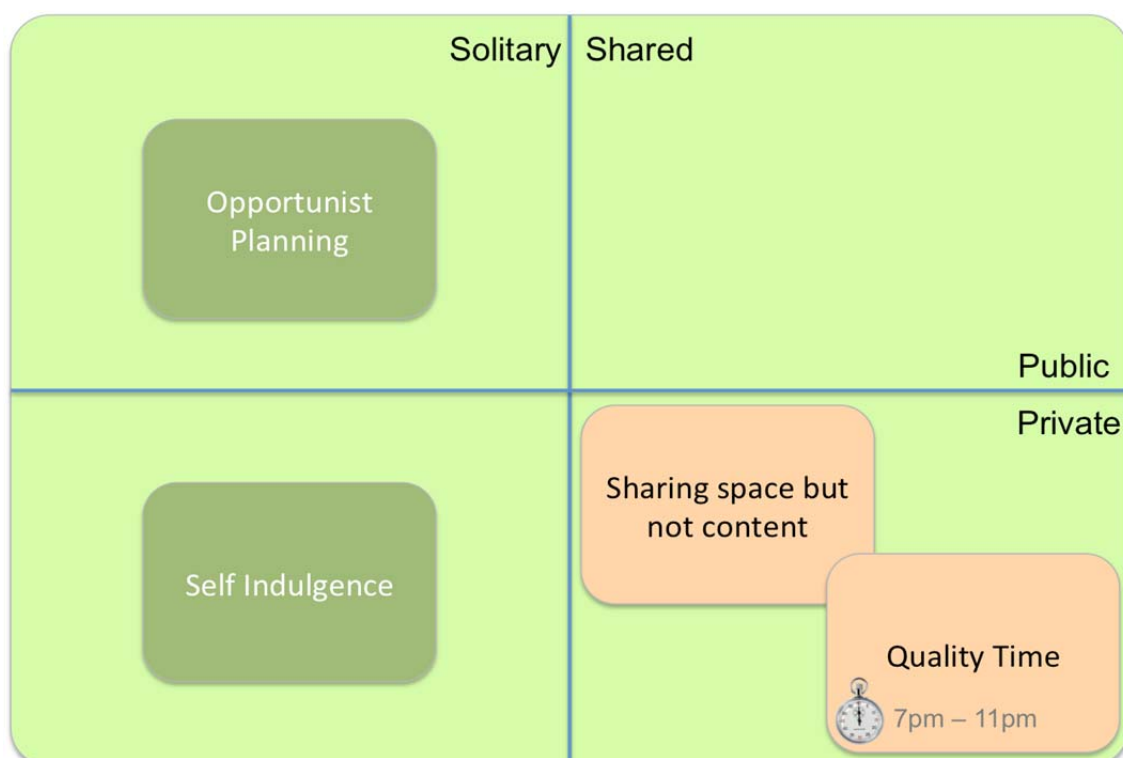 Solitary
Shared
Opportunist
Planning
Public
Private
Sharing space but
not content
Self Indulgence
Quality Time
7pm – 11pm